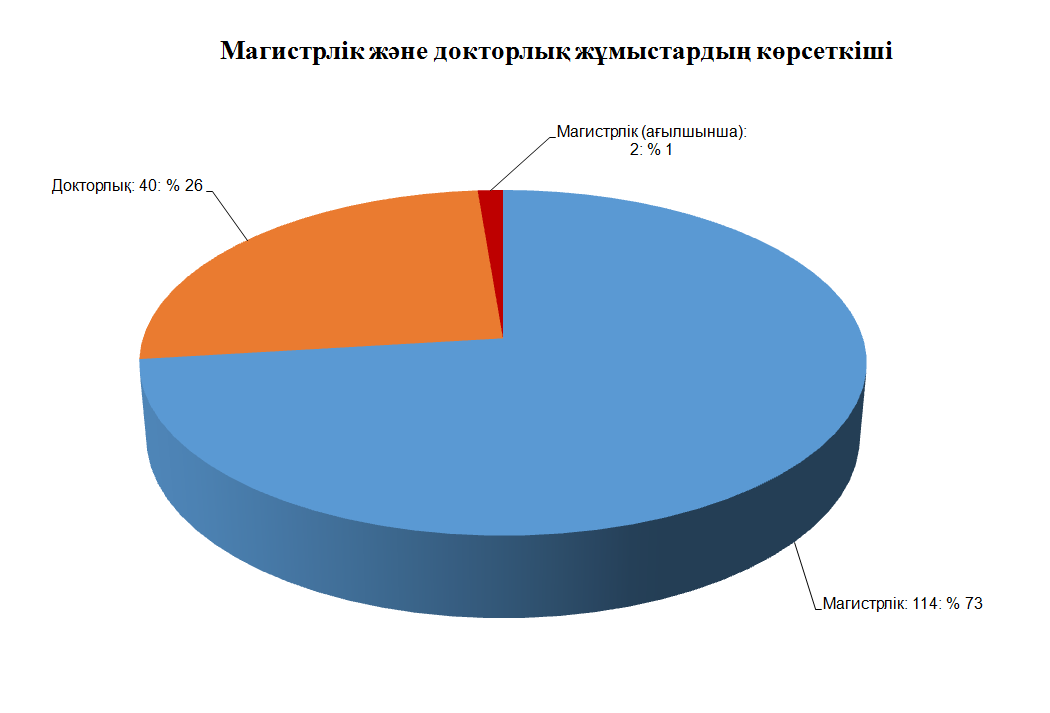 Магистрлік және докторлық жұмыстардың көрсеткіші
Магистрлік (ағылшынша):
2: % 1
Докторлық: 40: % 26
Магистрлік: 114: % 73